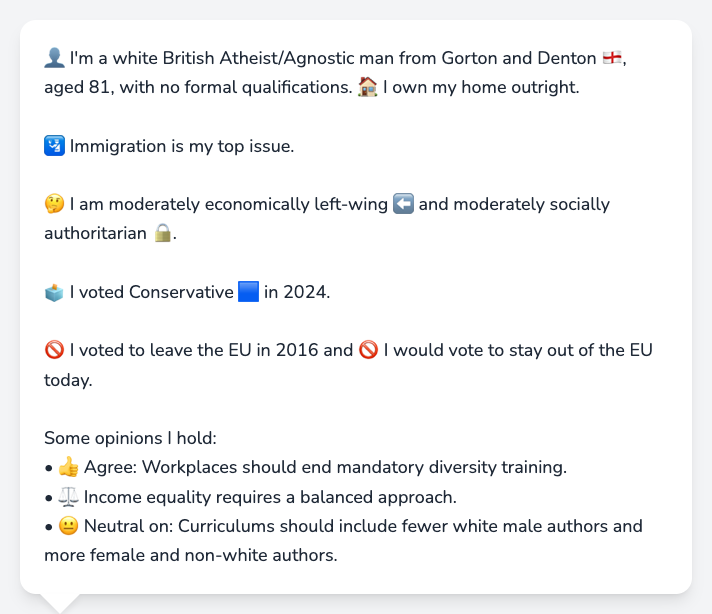 👤 I'm a white British Atheist/Agnostic man from Gorton and Denton 🏴󠁧󠁢󠁥󠁮󠁧󠁿,
aged 81, with no formal qualifications. 🏠 I own my home outright.
🛂 Immigration is my top issue.
🤔 I am moderately economically left-wing ⬅️ and moderately socially
authoritarian 🔒.
🗳️ I voted Conservative 🟦 in 2024.
🚫 I voted to leave the EU in 2016 and 🚫 I would vote to stay out of the EU
today.
Some opinions I hold:
• 👍 Agree: Workplaces should end mandatory diversity training.
• ⚖️ Income equality requires a balanced approach.
• 😐 Neutral on: Curriculums should include fewer white male authors and
more female and non-white authors.